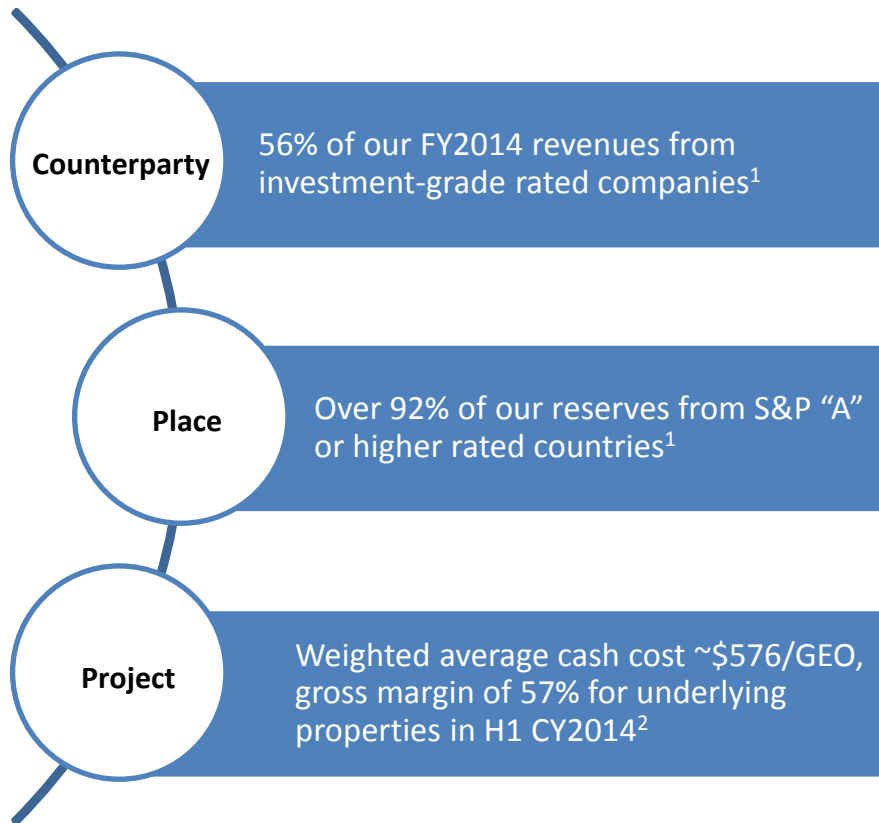 Counterparty
56% of our FY2014 revenues from
investment-grade rated companies¹
Place
Over 92% of our reserves from S&P “A”
or higher rated countries¹
Project
Weighted average cash cost ~$576/GEO,
gross margin of 57% for underlying
properties in H1 CY2014²